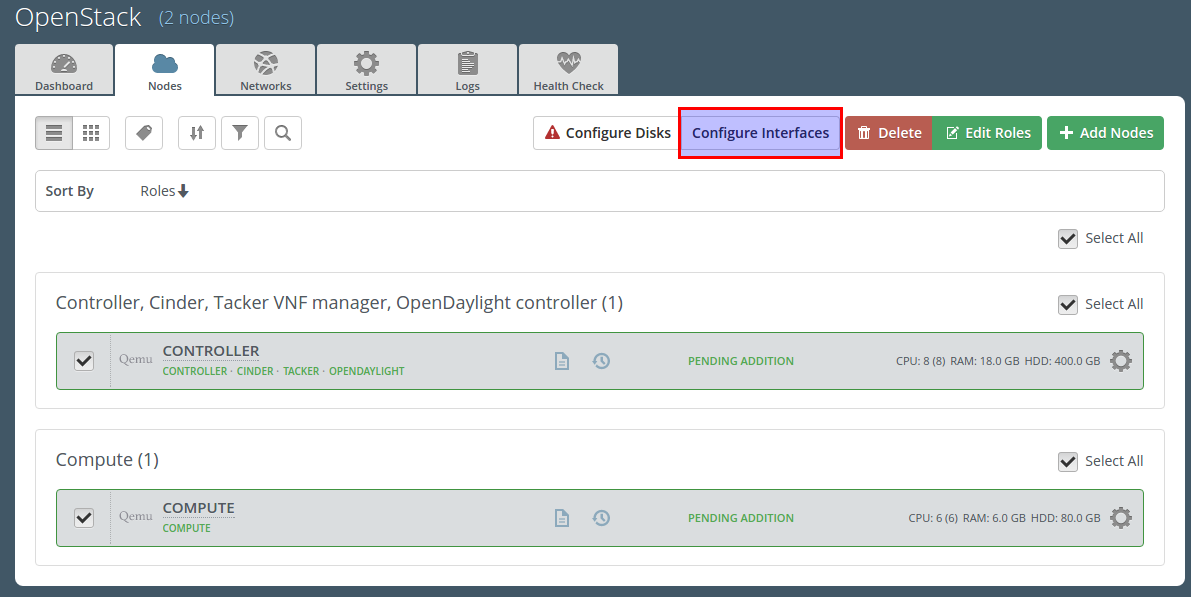 OpenStack (2 nodes)
Dashboard Nodes Networks Settings Logs Health Check
Configure Disks Configure Interfaces Delete Edit Roles Add Nodes
Sort By Roles
Select All
Controller, Cinder, Tacker VNF manager, OpenDaylight controller (1) Select All
Qemu CONTROLLER PENDING ADDITION CPU: 8 (8) RAM: 18.0 GB HDD: 400.0 GB
CONTROLLER · CINDER · TACKER · OPENDAYLIGHT
Compute (1) Select All
Qemu COMPUTE PENDING ADDITION CPU: 6 (6) RAM: 6.0 GB HDD: 80.0 GB
COMPUTE